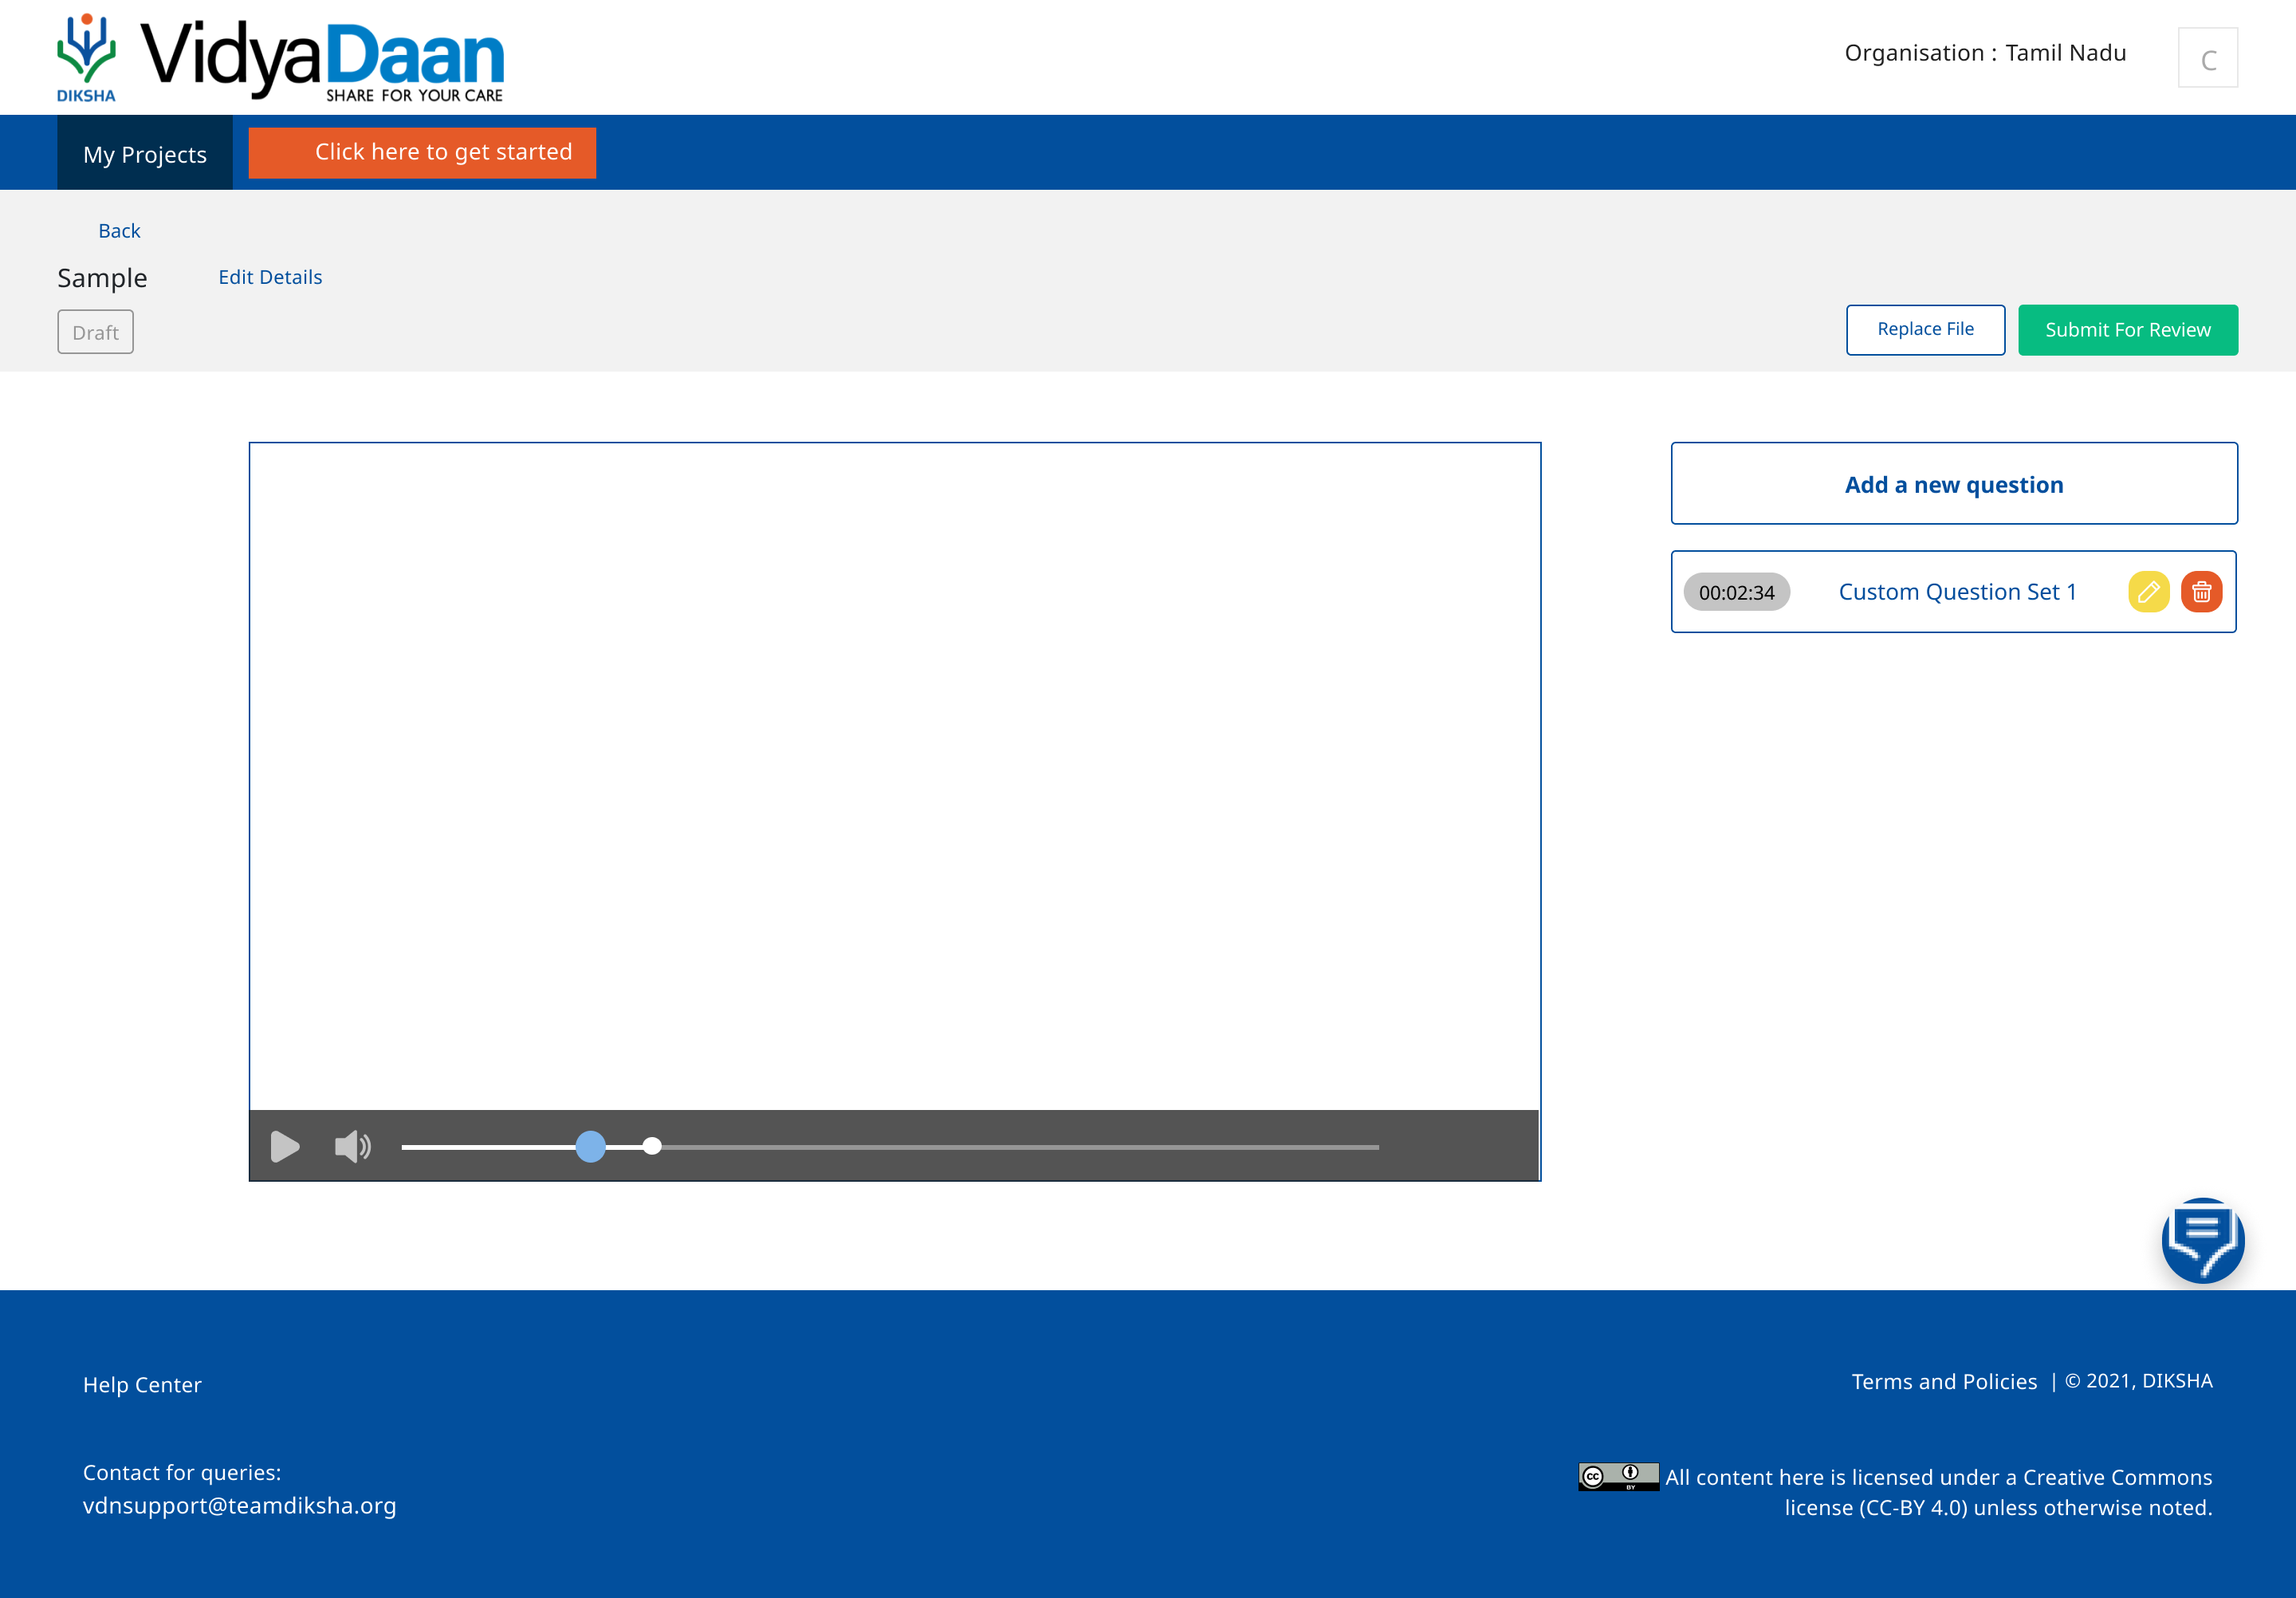 DIKSHA
VidyaDaan
SHARE FOR YOUR CARE
Organisation : Tamil Nadu
C
My Projects
Click here to get started
Back
Sample
Edit Details
Draft
Replace File
Submit For Review
Add a new question
00:02:34
Custom Question Set 1
Help Center
Terms and Policies | © 2021, DIKSHA
Contact for queries:
vdnsupport@teamdiksha.org
cc
BY
All content here is licensed under a Creative Commons
license (CC-BY 4.0) unless otherwise noted.